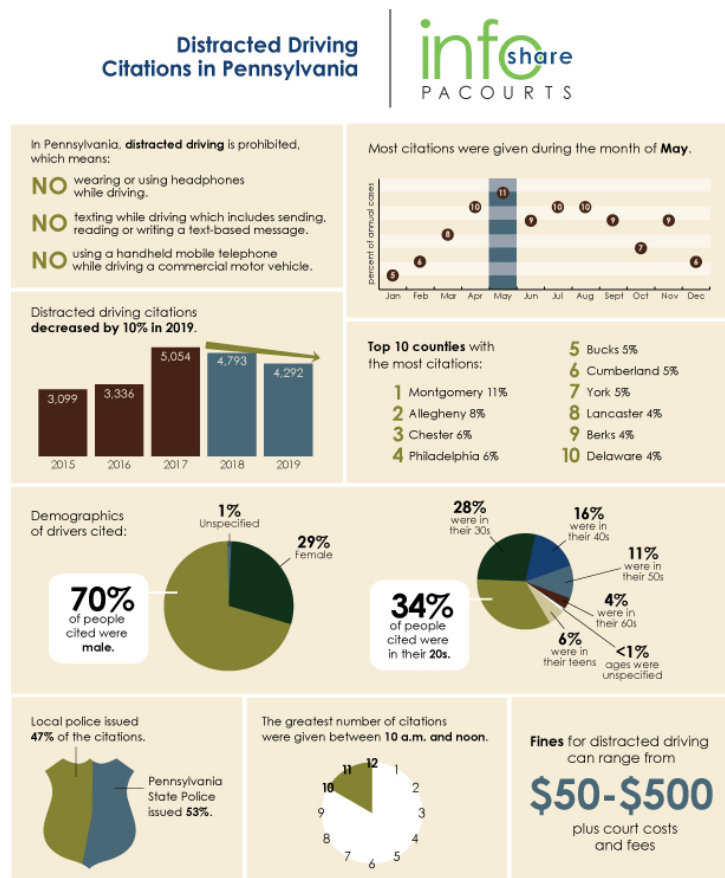 Distracted Driving
Citations in Pennsylvania
info
share
PACOURTS
In Pennsylvania, distracted driving is prohibited,
which means:
NO wearing or using headphones
while driving.
NO texting while driving which includes sending,
reading or writing a text-based message.
NO using a handheld mobile telephone
while driving a commercial motor vehicle.
Most citations were given during the month of May.
percent of annual cases
5
6
8
10
11
9
10
10
9
7
9
6
Jan Feb Mar Apr May Jun Jul Aug Sept Oct Nov Dec
Distracted driving citations
decreased by 10% in 2019.
3,099
3,336
5,054
4,793
4,292
2015 2016 2017 2018 2019
Top 10 counties with
the most citations:
1 Montgomery 11%
2 Allegheny 8%
3 Chester 6%
4 Philadelphia 6%
5 Bucks 5%
6 Cumberland 5%
7 York 5%
8 Lancaster 4%
9 Berks 4%
10 Delaware 4%
Demographics
of drivers cited:
1%
Unspecified
29%
Female
70%
of people
cited were
male.
28%
were in
their 30s
16%
were in
their 40s
11%
were in
their 50s
4%
were in
their 60s
<1%
ages were
unspecified
6%
were in
their teens
34%
of people
cited were
in their 20s.
Local police issued
47% of the citations.
Pennsylvania
State Police
issued 53%.
The greatest number of citations
were given between 10 a.m. and noon.
12
1
2
3
4
5
6
7
8
9
10
11
Fines for distracted driving
can range from
$50-$500
plus court costs
and fees